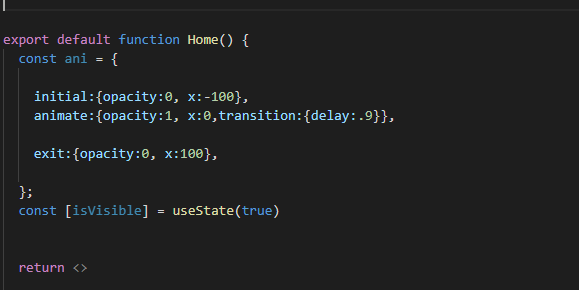 export default function Home() {
const ani = {
initial:{opacity:0, x:-100},
animate:{opacity:1, x:0,transition:{delay:.9}},
exit:{opacity:0, x:100},
};
const [isVisible] = useState(true)
return <>